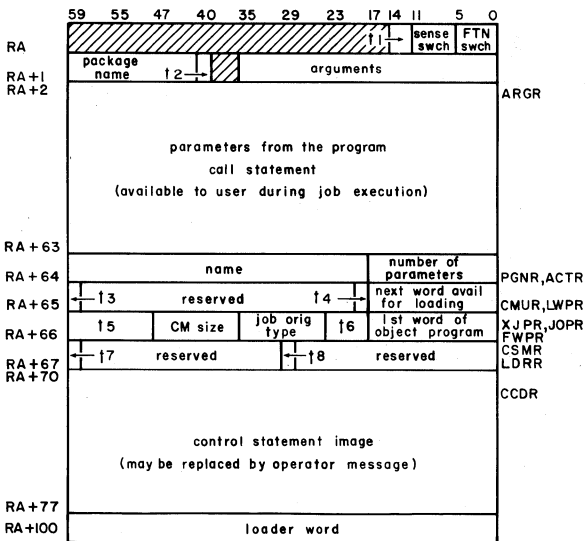 59 55 47 40 35 29 23 17 14 11 5 0
RA †1 sense swch FTN swch
RA+1 package name †2 arguments
RA+2 ARGR
parameters from the program
call statement
(available to user during job execution)
RA+63
RA+64 name number of parameters PGNR,ACTR
RA+65 †3 reserved †4 next word avail for loading CMUR,LWPR
RA+66 †5 CM size job orig type †6 1st word of object program XJPR,JOPR
FWPR
RA+67 †7 reserved †8 reserved CSMR
LDRR
RA+70
CCDR
control statement image
(may be replaced by operator message)
RA+77
RA+100 loader word